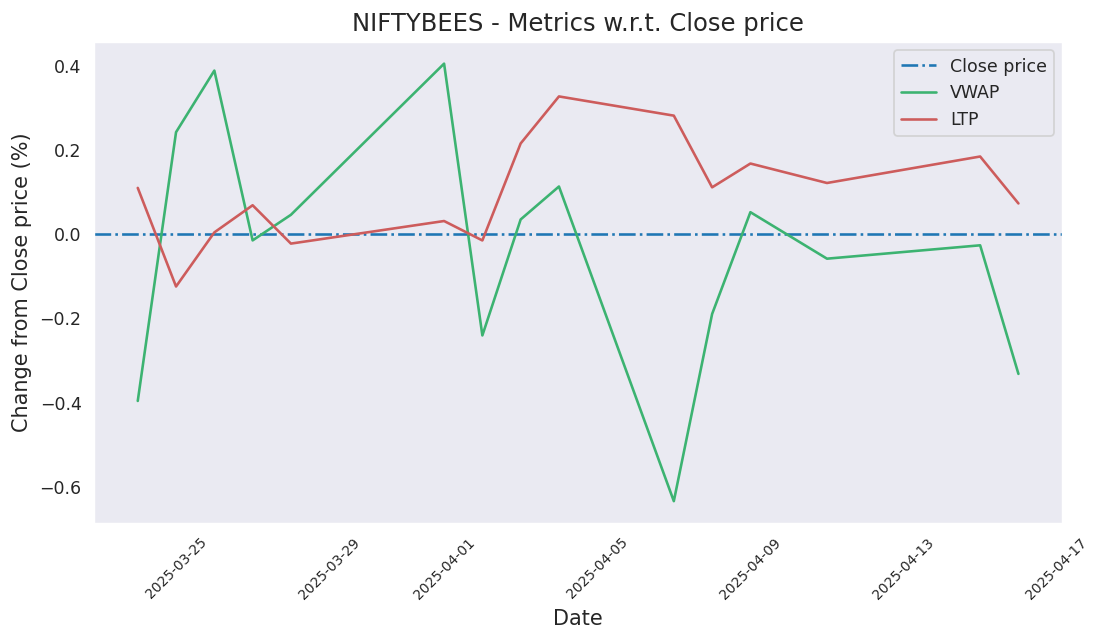 NIFTYBEES - Metrics w.r.t. Close price
Close price
VWAP
LTP
Change from Close price (%)
0.4
0.2
0.0
−0.2
−0.4
−0.6
2025-03-25
2025-03-29
2025-04-01
2025-04-05
2025-04-09
2025-04-13
2025-04-17
Date